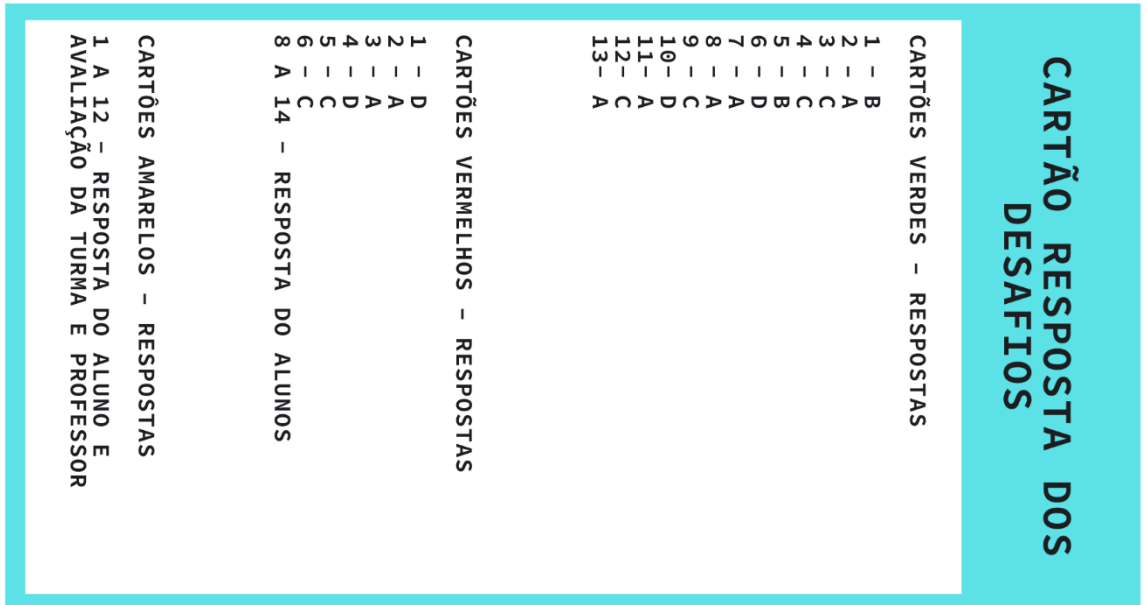 CARTÃO RESPOSTA DOS
DESAFIOS
CARTÕES VERDES - RESPOSTAS
1 - B
2 - A
3 - C
4 - C
5 - B
6 - D
7 - A
8 - A
9 - C
10- D
11- A
12- C
13- A
CARTÕES VERMELHOS - RESPOSTAS
1 - D
2 - A
3 - A
4 - D
5 - C
6 - C
8 A 14 - RESPOSTA DO ALUNOS
CARTÕES AMARELOS - RESPOSTAS
1 A 12 - RESPOSTA DO ALUNO E
AVALIAÇÃO DA TURMA E PROFESSOR